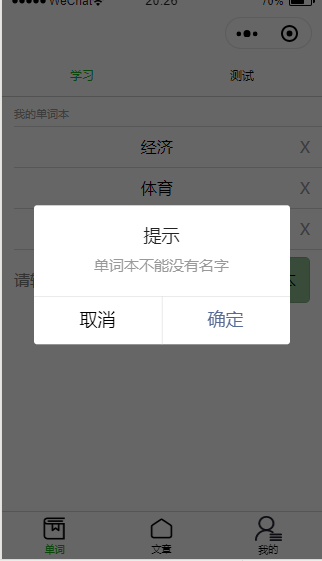 WeChat 20:26 70%
学习 测试
我的单词本
经济 X
体育 X
X
提示
单词本不能没有名字
请输
取消 确定
单词 文章 我的